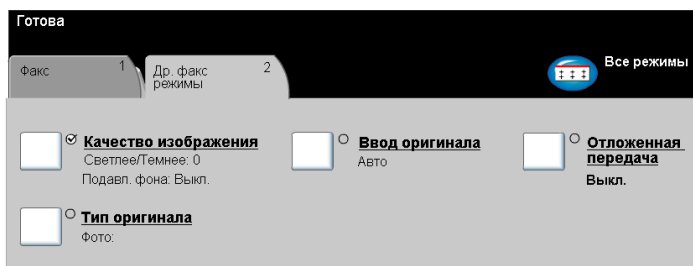 Готова
Факс 1
Др. факс 2
режимы
Все режимы
Качество изображения
Светлее/Темнее: 0
Подавл. фона: Выкл.
Ввод оригинала
Авто
Отложенная
передача
Выкл.
Тип оригинала
Фото: